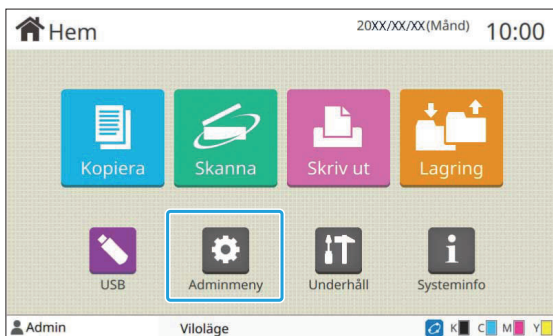 Hem 20XX/XX/XX(Månd) 10:00
Kopiera Skanna Skriv ut Lagring
USB Adminmeny Underhåll Systeminfo
Admin Viloläge K C M Y